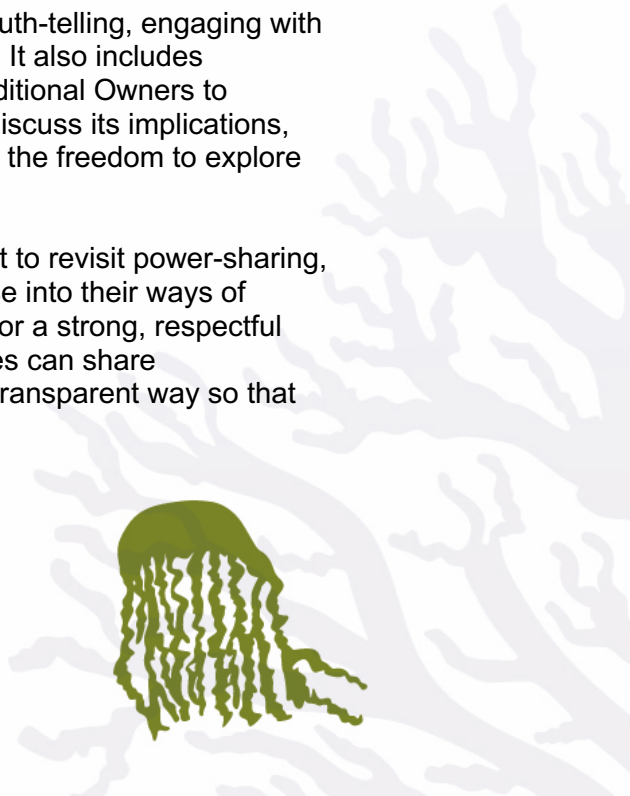 uth-telling, engaging with
It also includes
ditional Owners to
iscuss its implications,
the freedom to explore
t to revisit power-sharing,
e into their ways of
or a strong, respectful
es can share
ransparent way so that